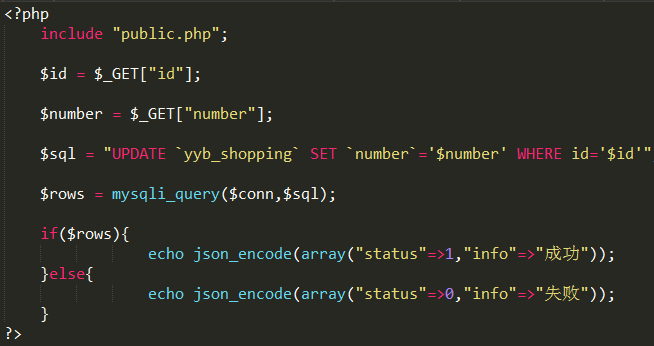 <?php
include "public.php";
$id = $_GET["id"];
$number = $_GET["number"];
$sql = "UPDATE `yyb_shopping` SET `number`='$number' WHERE id='$id'"
$rows = mysqli_query($conn,$sql);
if($rows){
echo json_encode(array("status"=>1,"info"=>"成功"));
}else{
echo json_encode(array("status"=>0,"info"=>"失败"));
}
?>